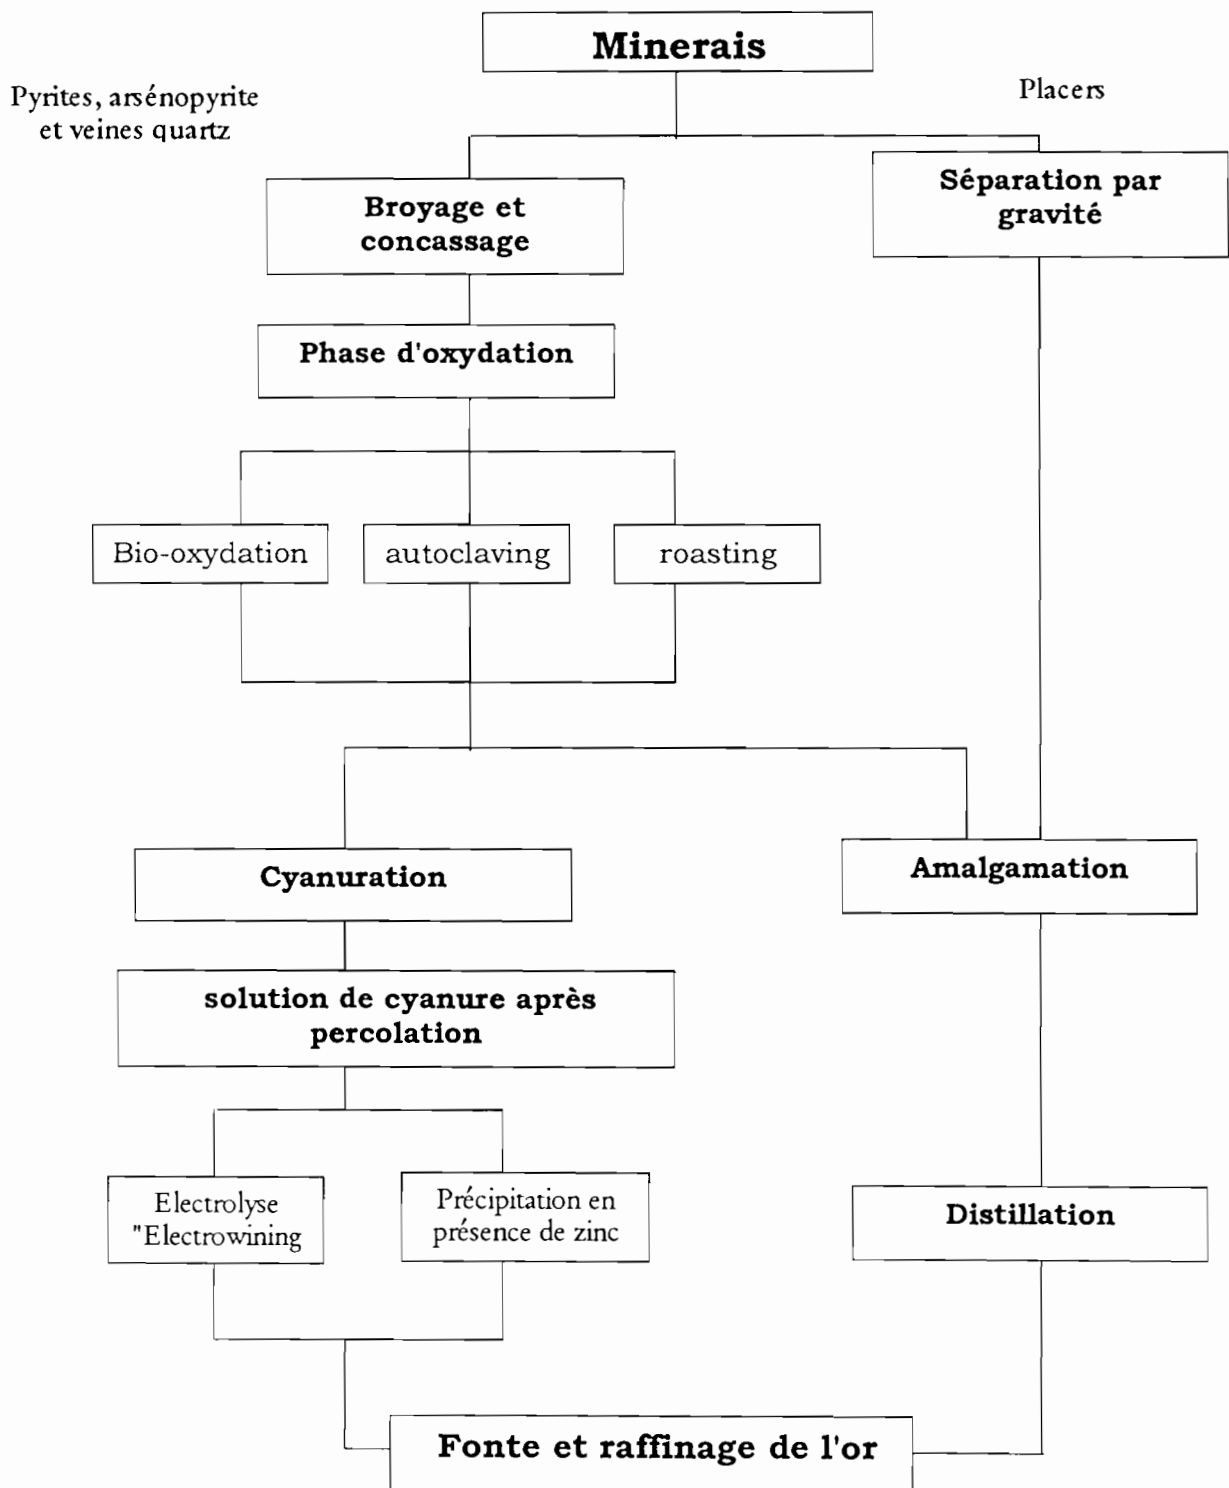 Minerais
Pyrites, arsénopyrite
et veines quartz
Placers
Broyage et
concassage
Séparation par
gravité
Phase d'oxydation
Bio-oxydation
autoclaving
roasting
Cyanuration
Amalgamation
solution de cyanure après
percolation
Electrolyse
"Electrowining
Précipitation en
présence de zinc
Distillation
Fonte et raffinage de l'or